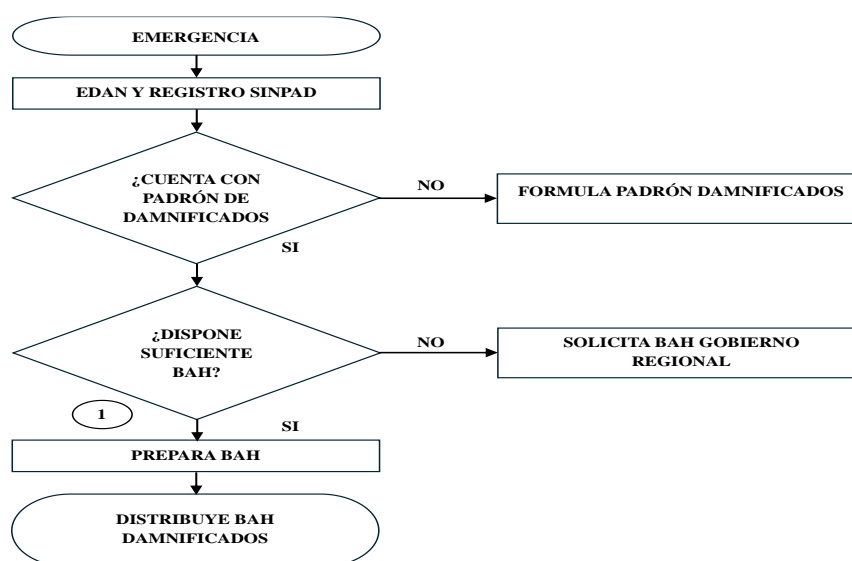 EMERGENCIA
EDAN Y REGISTRO SINPAD
¿CUENTA CON
PADRÓN DE
DAMNIFICADOS
NO
FORMULA PADRÓN DAMNIFICADOS
SI
¿DISPONE
SUFICIENTE
BAH?
NO
SOLICITA BAH GOBIERNO
REGIONAL
1
SI
PREPARA BAH
DISTRIBUYE BAH
DAMNIFICADOS